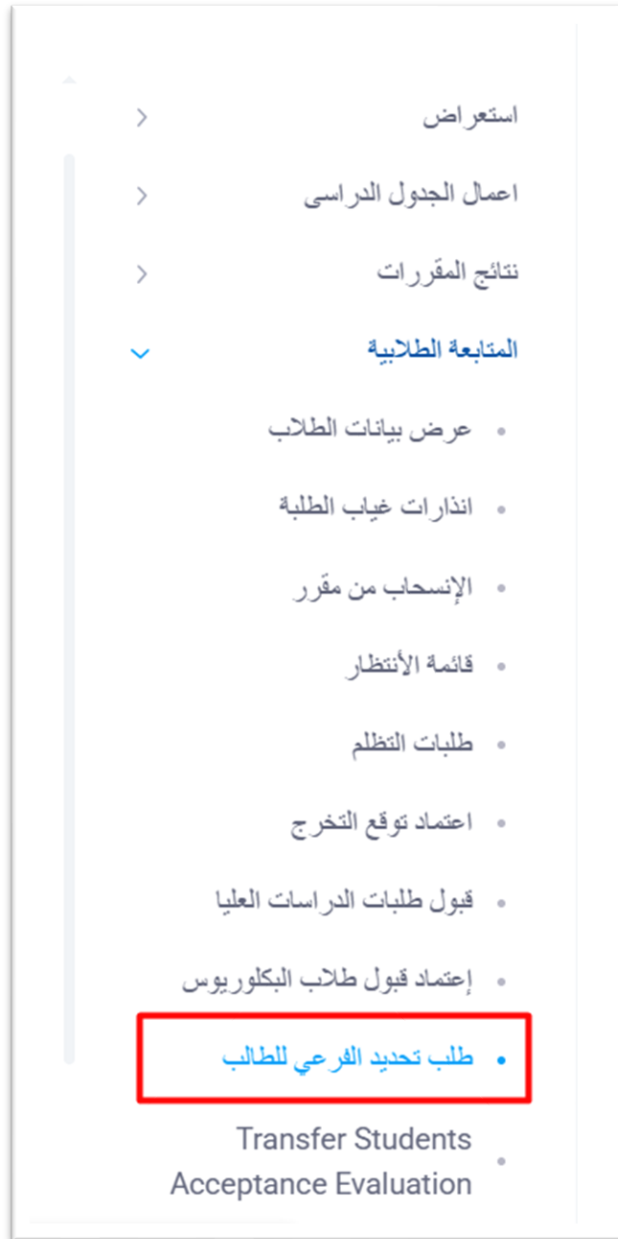 استعراض
اعمال الجدول الدراسى
نتائج المقررات
المتابعة الطلابية
عرض بيانات الطلاب
انذارات غياب الطلبة
الإنسحاب من مقرر
قائمة الأنتظار
طلبات التظلم
اعتماد توقع التخرج
قبول طلبات الدراسات العليا
إعتماد قبول طلاب البكلوريوس
طلب تحديد الفرعي للطالب
Transfer Students
Acceptance Evaluation